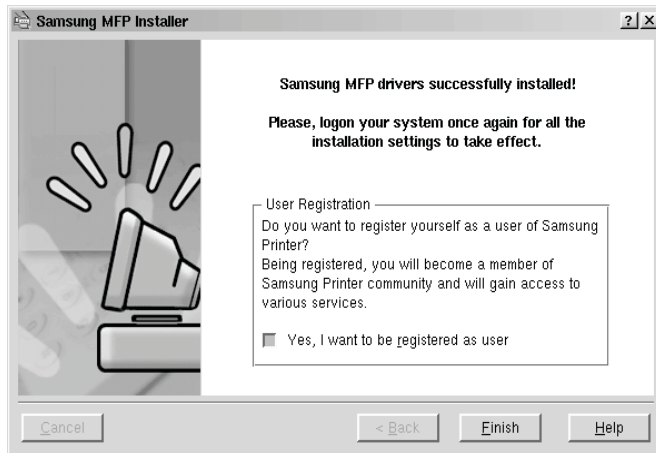 Samsung MFP Installer
? X
Samsung MFP drivers successfully installed!
Please, logon your system once again for all the
installation settings to take effect.
User Registration
Do you want to register yourself as a user of Samsung
Printer?
Being registered, you will become a member of
Samsung Printer community and will gain access to
various services.
Yes, I want to be registered as user
Cancel
< Back
Finish
Help